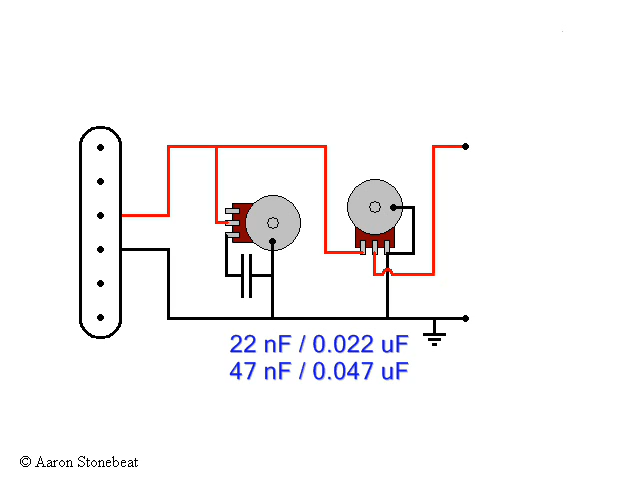 22 nF / 0.022 uF
47 nF / 0.047 uF
© Aaron Stonebeat